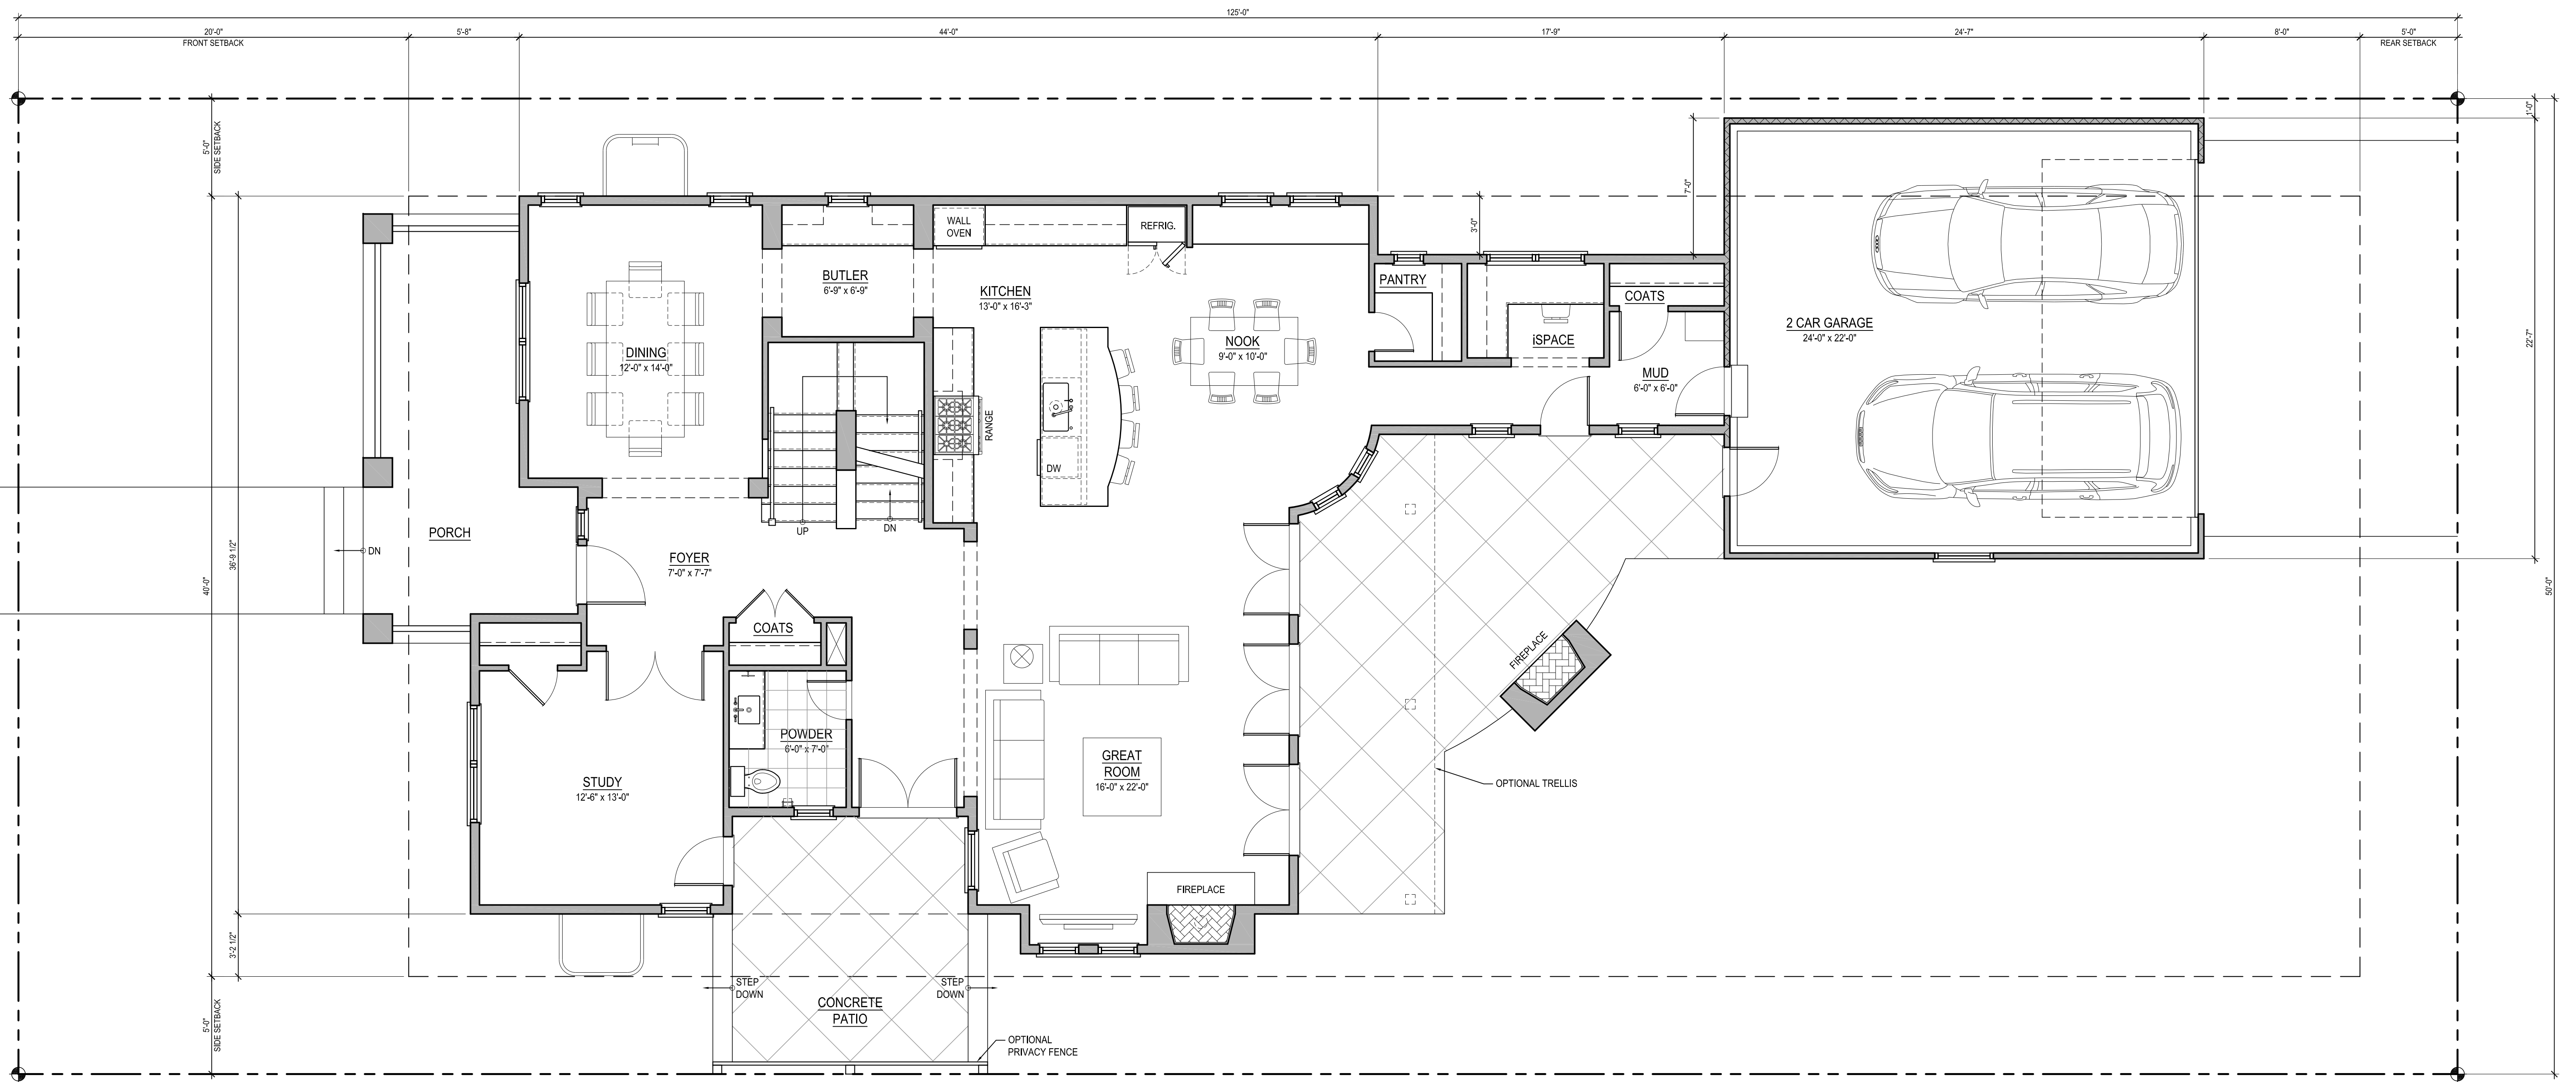 125'-0"
20'-0"
FRONT SETBACK
5'-8"
44'-0"
17'-9"
24'-7"
8'-0"
5'-0"
REAR SETBACK
5'-0"
SIDE SETBACK
1'-0"
7'-0"
3'-0"
WALL
OVEN
REFRIG.
BUTLER
6'-9" x 6'-9"
KITCHEN
13'-0" x 16'-3"
PANTRY
COATS
iSPACE
2 CAR GARAGE
24'-0" x 22'-0"
22'-7"
DINING
12'-0" x 14'-0"
NOOK
9'-0" x 10'-0"
MUD
6'-0" x 6'-0"
RANGE
DW
UP
DN
PORCH
DN
FOYER
7'-0" x 7'-7"
36'-9 1/2"
40'-0"
50'-0"
COATS
FIREPLACE
POWDER
6'-0" x 7'-0"
STUDY
12'-6" x 13'-0"
GREAT
ROOM
16'-0" x 22'-0"
OPTIONAL TRELLIS
FIREPLACE
3'-2 1/2"
STEP
DOWN
STEP
DOWN
CONCRETE
PATIO
5'-0"
SIDE SETBACK
OPTIONAL
PRIVACY FENCE